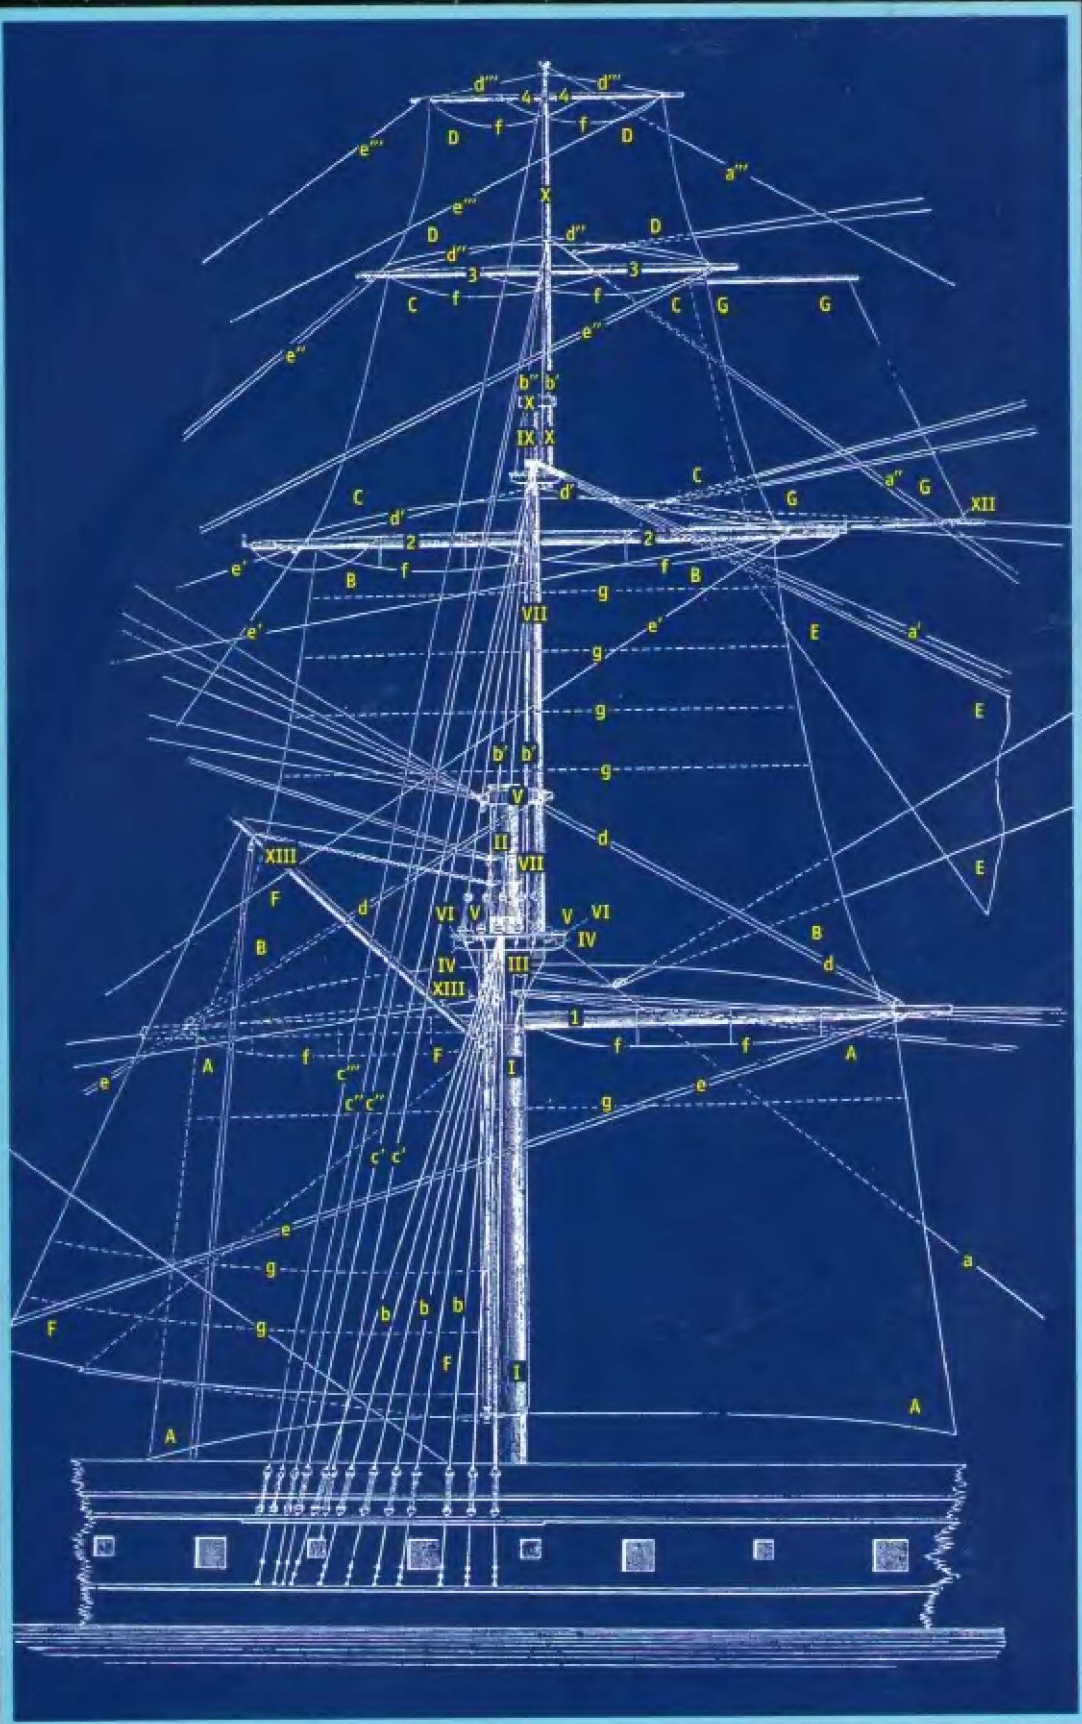 d''' d'''
4 4
f f
D D
e''' a'''
X
e'''
D d'' D
d''
3 3
C f f C G G
e'' e''
b'' b'
X
IX X
C C a'' G
d' d' G XII
2 2
e' f f
B B
g
VII
e' e' E a'
g
g E
b' b'
g
V
d
II
XIII VII E
F
d VI V V VI
IV
B B
IV III d
XIII
1
f f f
A F I A
e c''' e
c'' c'' g
c' c'
e
g a
b b b
g
F F
I
A
A